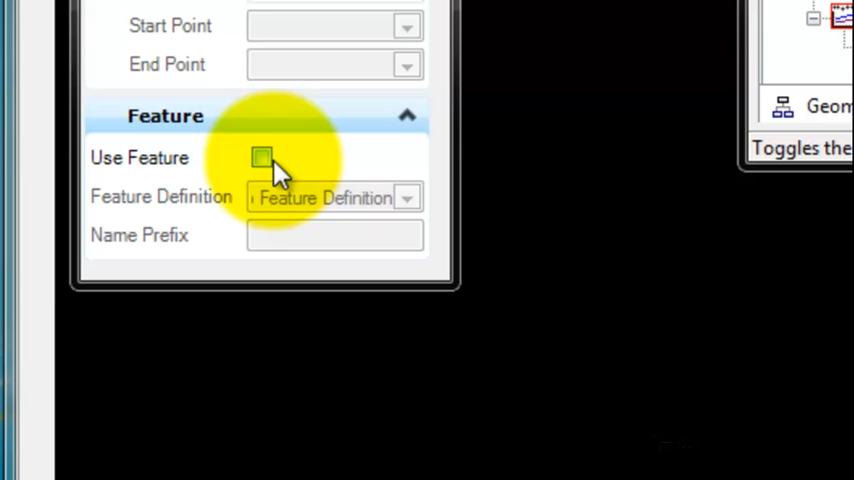 Start Point
End Point
Feature
Use Feature
Feature Definition
Feature Definition
Name Prefix
Geom
Toggles the